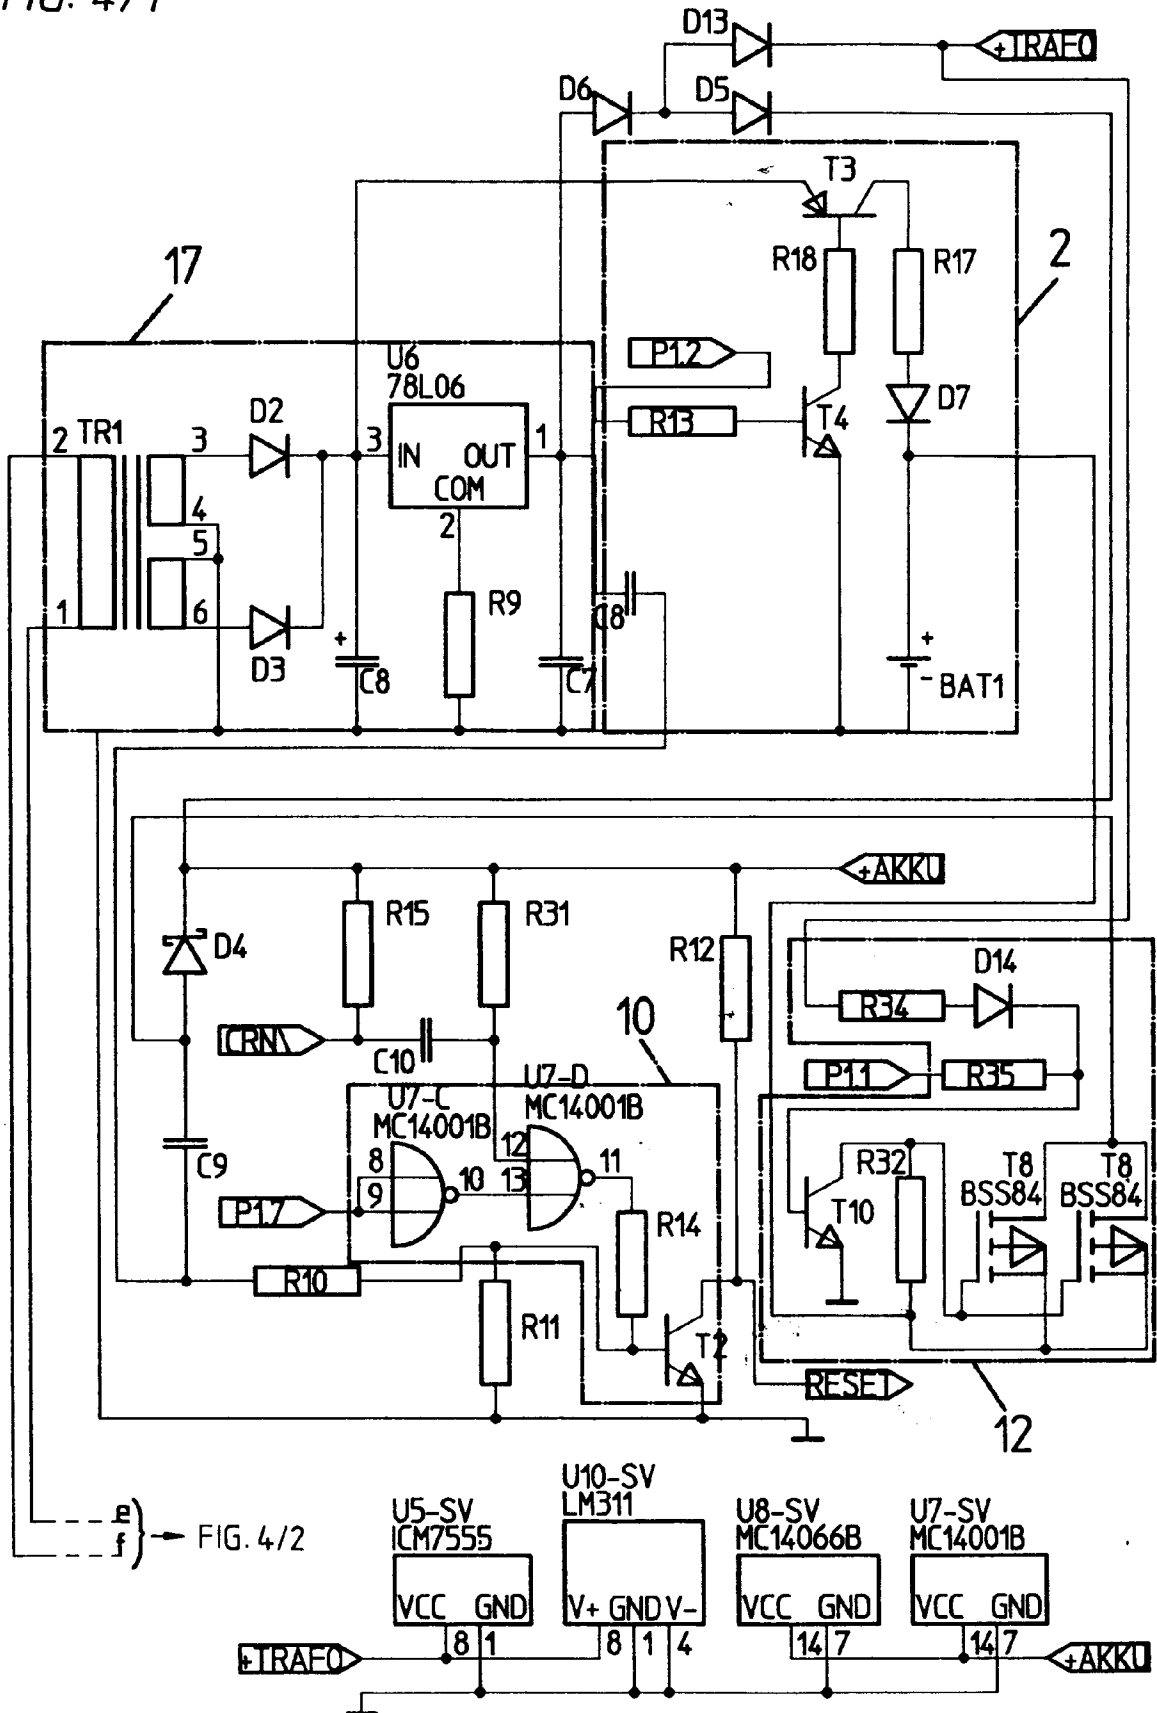 FIG. 4/1
D13
+TRAFO
D6
D5
T3
17
R18
R17
2
U6
78L06
P1.2
D7
D2
TR1
2
3
3
IN
OUT
1
R13
T4
COM
4
2
5
1
6
R9
C8
+
D3
C8
C7
+
-
BAT1
+AKKU
R15
R31
R12
D4
D14
R34
10
CRN\
C10
P1.1
R35
U7-D
MC14001B
U7-C
MC14001B
12
11
8
10
13
9
C9
R32
T8
BSS84
T8
BSS84
P1.7
R14
T10
R10
R11
T2
RESET
12
e
f
FIG. 4/2
U10-SV
LM311
U5-SV
ICM7555
U8-SV
MC14066B
U7-SV
MC14001B
VCC GND
V+ GND V-
VCC GND
VCC GND
8 1
8 1 4
14 7
14 7
+TRAFO
+AKKU